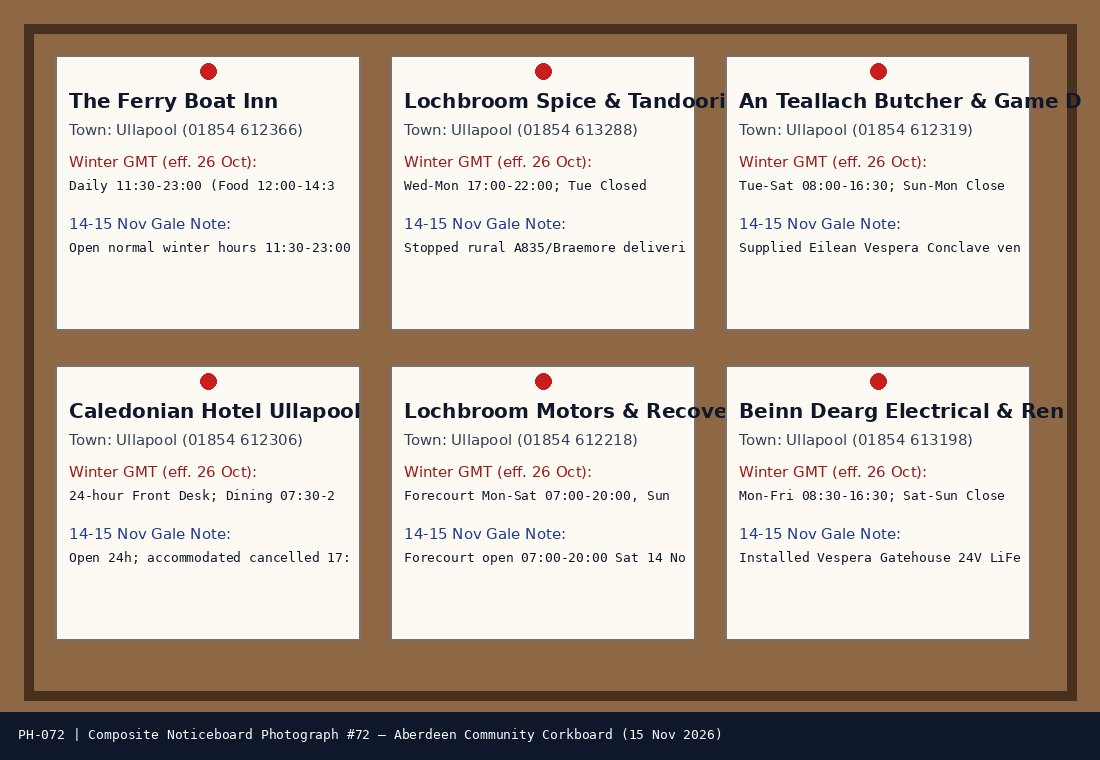 The Ferry Boat Inn
Town: Ullapool (01854 612366)
Winter GMT (eff. 26 Oct):
Daily 11:30-23:00 (Food 12:00-14:3
14-15 Nov Gale Note:
Open normal winter hours 11:30-23:00
Lochbroom Spice & Tandoori
Town: Ullapool (01854 613288)
Winter GMT (eff. 26 Oct):
Wed-Mon 17:00-22:00; Tue Closed
14-15 Nov Gale Note:
Stopped rural A835/Braemore deliveri
An Teallach Butcher & Game D
Town: Ullapool (01854 612319)
Winter GMT (eff. 26 Oct):
Tue-Sat 08:00-16:30; Sun-Mon Close
14-15 Nov Gale Note:
Supplied Eilean Vespera Conclave ven
Caledonian Hotel Ullapool
Town: Ullapool (01854 612306)
Winter GMT (eff. 26 Oct):
24-hour Front Desk; Dining 07:30-2
14-15 Nov Gale Note:
Open 24h; accommodated cancelled 17:
Lochbroom Motors & Recove
Town: Ullapool (01854 612218)
Winter GMT (eff. 26 Oct):
Forecourt Mon-Sat 07:00-20:00, Sun
14-15 Nov Gale Note:
Forecourt open 07:00-20:00 Sat 14 No
Beinn Dearg Electrical & Ren
Town: Ullapool (01854 613198)
Winter GMT (eff. 26 Oct):
Mon-Fri 08:30-16:30; Sat-Sun Close
14-15 Nov Gale Note:
Installed Vespera Gatehouse 24V LiFe
PH-072 | Composite Noticeboard Photograph #72 — Aberdeen Community Corkboard (15 Nov 2026)